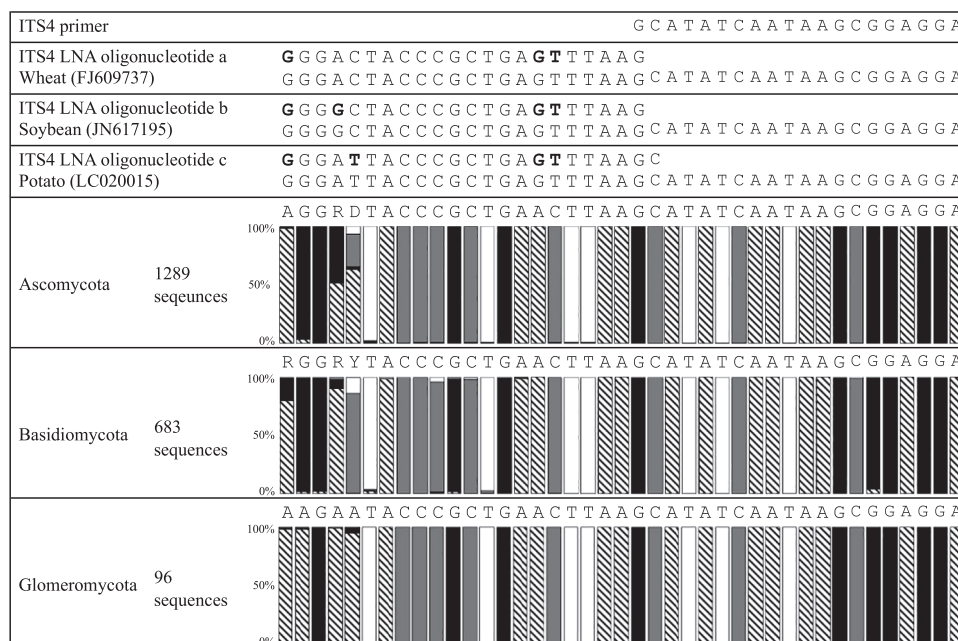 ITS4 primer G C A T A T C A A T A A G C G G A G G A
ITS4 LNA oligonucleotide a G G G A C T A C C C G C T G A G T T T A A G
Wheat (FJ609737) G G G A C T A C C C G C T G A G T T T A A G C A T A T C A A T A A G C G G A G G A
ITS4 LNA oligonucleotide b G G G G C T A C C C G C T G A G T T T A A G
Soybean (JN617195) G G G G C T A C C C G C T G A G T T T A A G C A T A T C A A T A A G C G G A G G A
ITS4 LNA oligonucleotide c G G G A T T A C C C G C T G A G T T T A A G C
Potato (LC020015) G G G A T T A C C C G C T G A G T T T A A G C A T A T C A A T A A G C G G A G G A
A G G R D T A C C C G C T G A A C T T A A G C A T A T C A A T A A G C G G A G G A
100%
Ascomycota 1289 seqeunces
50%
0%
R G G R Y T A C C C G C T G A A C T T A A G C A T A T C A A T A A G C G G A G G A
100%
Basidiomycota 683 sequences
50%
0%
A A G A A T A C C C G C T G A A C T T A A G C A T A T C A A T A A G C G G A G G A
100%
Glomeromycota 96 sequences
50%
0%